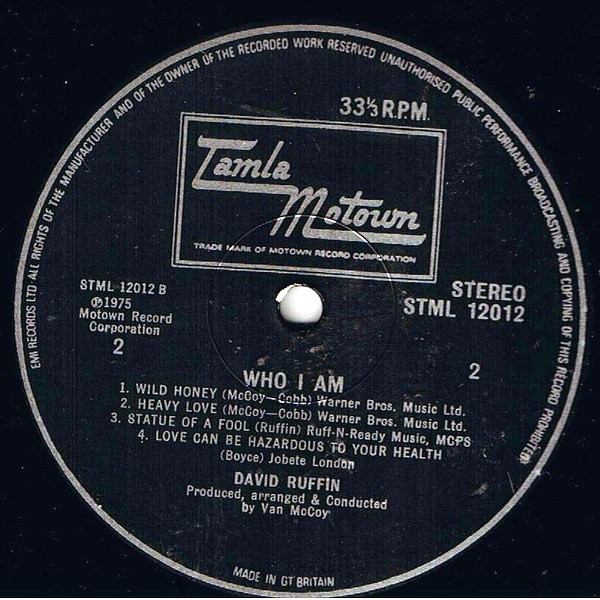 EMI RECORDS LTD ALL RIGHTS OF THE MANUFACTURER AND OF THE OWNER OF THE RECORDED WORK RESERVED UNAUTHORISED PUBLIC PERFORMANCE BROADCASTING AND COPYING OF THIS RECORD PROHIBITED
33⅓ R.P.M.
Tamla
Motown
TRADE MARK OF MOTOWN RECORD CORPORATION
STML 12012 B
℗1975
Motown Record
Corporation
2
STEREO
STML 12012
2
WHO I AM
1. WILD HONEY (McCoy—Cobb) Warner Bros. Music Ltd.
2. HEAVY LOVE (McCoy—Cobb) Warner Bros. Music Ltd.
3. STATUE OF A FOOL (Ruffin) Ruff-N-Ready Music, MCPS
4. LOVE CAN BE HAZARDOUS TO YOUR HEALTH
(Boyce) Jobete London
DAVID RUFFIN
Produced, arranged & Conducted
by Van McCoy
MADE IN GT BRITAIN